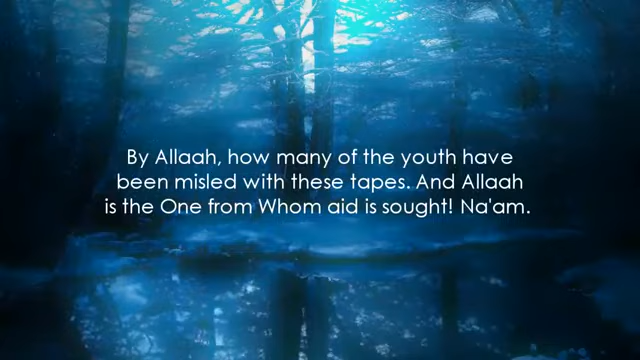 By Allaah, how many of the youth have
been misled with these tapes. And Allaah
is the One from Whom aid is sought! Na'am.